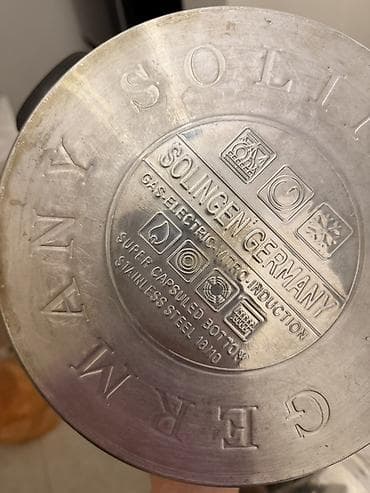 GERMANY SOLI
SOLINGEN GERMANY
GAS-ELECTRIC-VITRO-INDUCTION
SUPER CAPSULED BOTTOM
STAINLESS STEEL 18/10